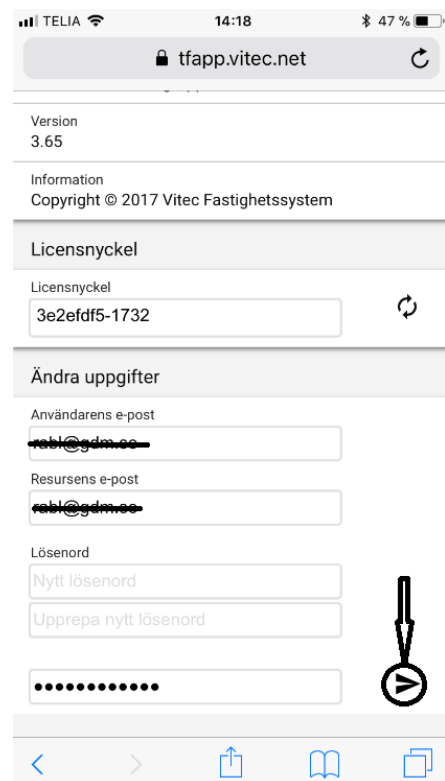 TELIA 14:18 47 %
tfapp.vitec.net
Version
3.65
Information
Copyright © 2017 Vitec Fastighetssystem
Licensnyckel
Licensnyckel
3e2efdf5-1732
Ändra uppgifter
Användarens e-post
Resursens e-post
Lösenord
Nytt lösenord
Upprepa nytt lösenord
••••••••••••